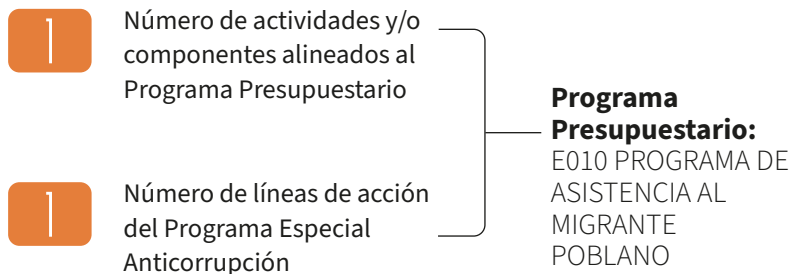 1
Número de actividades y/o
componentes alineados al
Programa Presupuestario
1
Número de líneas de acción
del Programa Especial
Anticorrupción
Programa
Presupuestario:
E010 PROGRAMA DE
ASISTENCIA AL
MIGRANTE
POBLANO